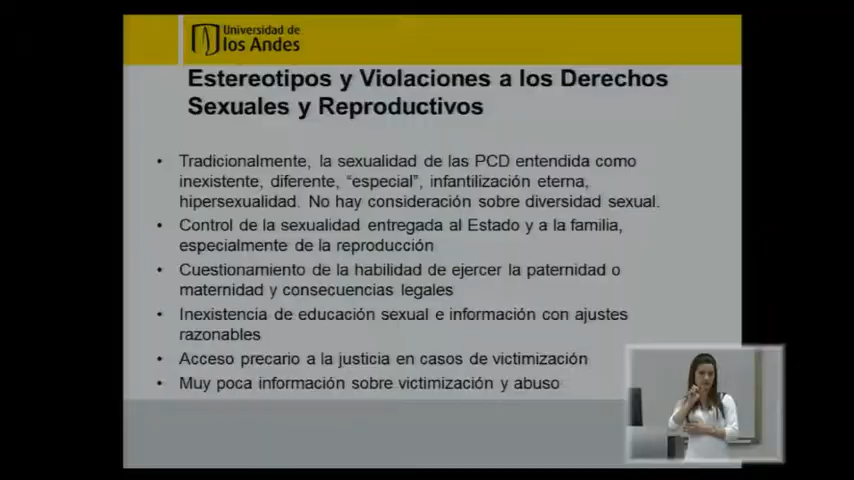 Universidad de
los Andes
Estereotipos y Violaciones a los Derechos
Sexuales y Reproductivos
• Tradicionalmente, la sexualidad de las PCD entendida como
inexistente, diferente, “especial”, infantilización eterna,
hipersexualidad. No hay consideración sobre diversidad sexual.
• Control de la sexualidad entregada al Estado y a la familia,
especialmente de la reproducción
• Cuestionamiento de la habilidad de ejercer la paternidad o
maternidad y consecuencias legales
• Inexistencia de educación sexual e información con ajustes
razonables
• Acceso precario a la justicia en casos de victimización
• Muy poca información sobre victimización y abuso